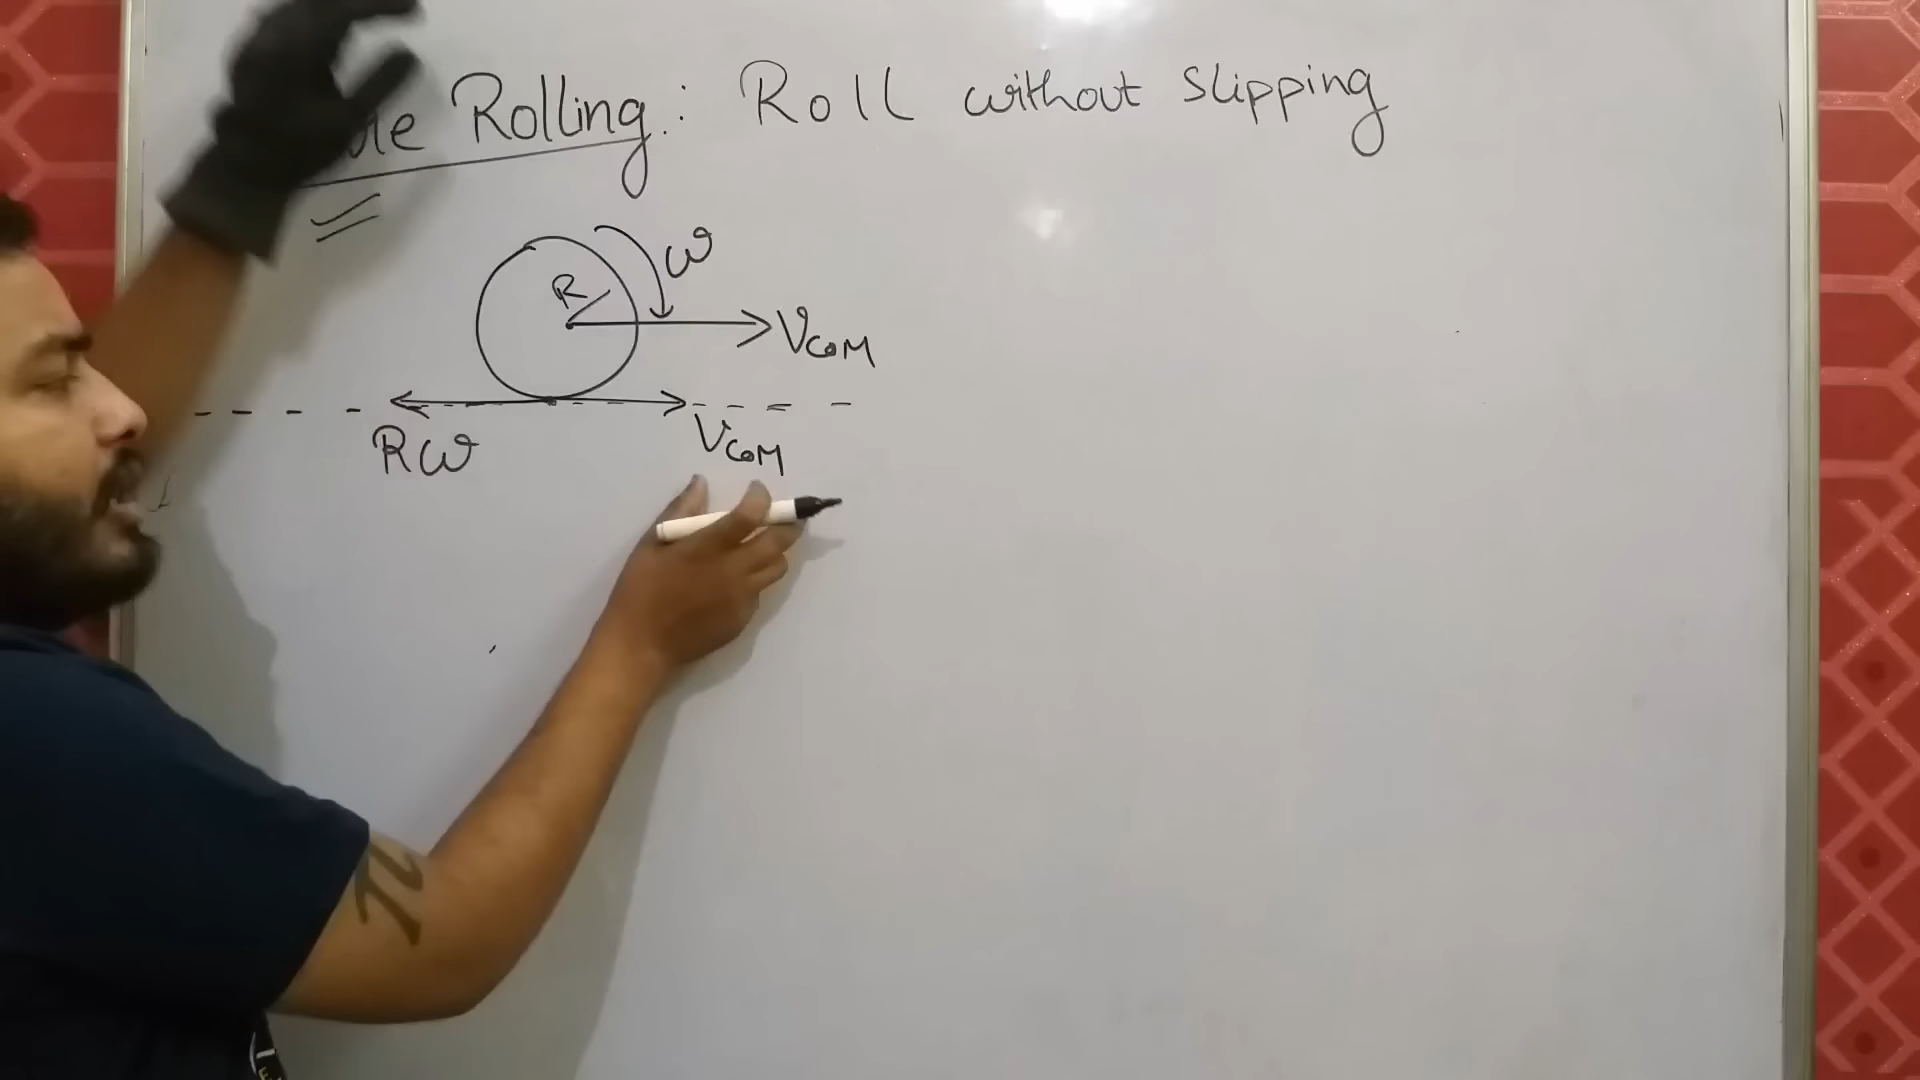 Rolling : Roll without slipping
R
ω
VCOM
Rω VCOM
π